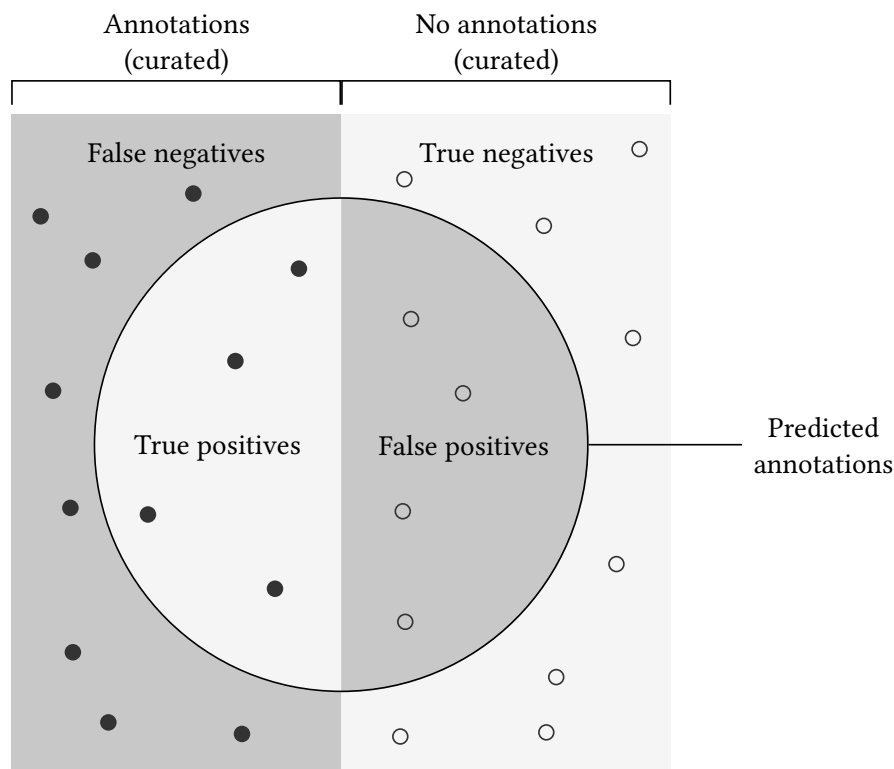 Annotations
(curated)
No annotations
(curated)
False negatives
True negatives
True positives
False positives
Predicted
annotations